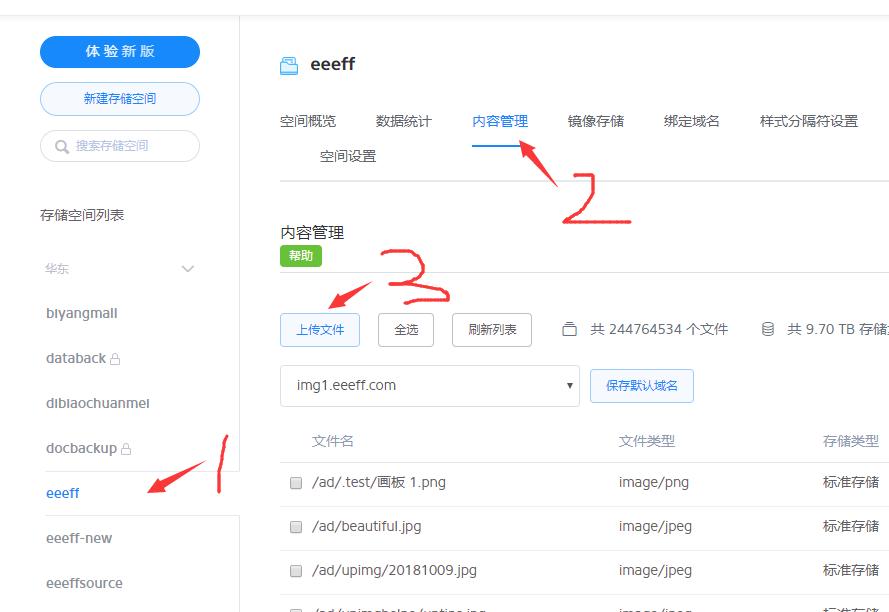 体验新版
新建存储空间
搜索存储空间
存储空间列表
华东
biyangmall
databack
dibiaochuanmei
docbackup
eeeff
eeeff-new
eeeffsource
1
eeeff
空间概览 数据统计 内容管理 镜像存储 绑定域名 样式分隔符设置
空间设置
2
内容管理
帮助
3
上传文件 全选 刷新列表 共 244764534 个文件 共 9.70 TB 存储
img1.eeeff.com 保存默认域名
文件名 文件类型 存储类型
/ad/.test/画板 1.png image/png 标准存储
/ad/beautiful.jpg image/jpeg 标准存储
/ad/upimg/20181009.jpg image/jpeg 标准存储